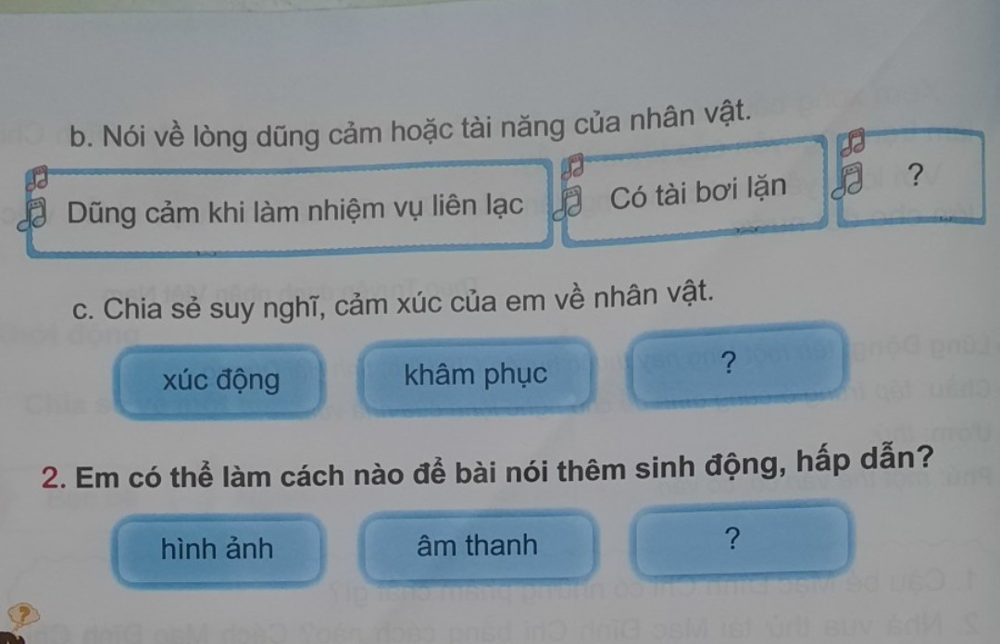 b. Nói về lòng dũng cảm hoặc tài năng của nhân vật.
Dũng cảm khi làm nhiệm vụ liên lạc
Có tài bơi lặn
?
c. Chia sẻ suy nghĩ, cảm xúc của em về nhân vật.
xúc động
khâm phục
?
2. Em có thể làm cách nào để bài nói thêm sinh động, hấp dẫn?
hình ảnh
âm thanh
?
?